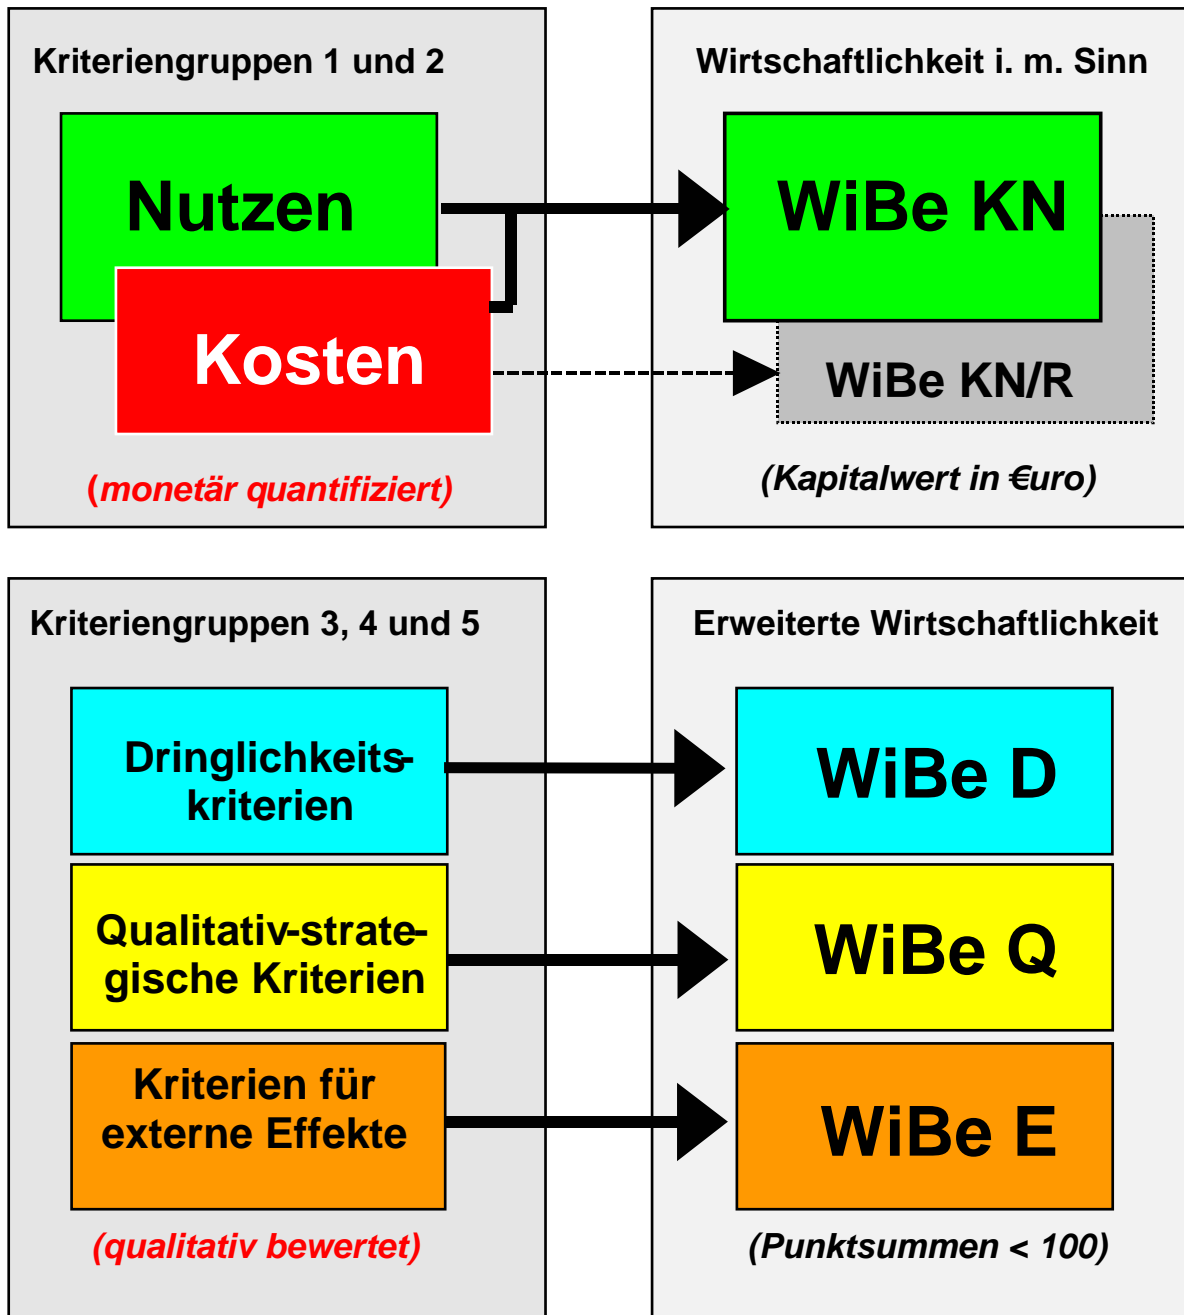 Kriteriengruppen 1 und 2
Nutzen
Kosten
(monetär quantifiziert)
Wirtschaftlichkeit i. m. Sinn
WiBe KN
WiBe KN/R
(Kapitalwert in €uro)
Kriteriengruppen 3, 4 und 5
Dringlichkeits-
kriterien
Qualitativ-strate-
gische Kriterien
Kriterien für
externe Effekte
(qualitativ bewertet)
Erweiterte Wirtschaftlichkeit
WiBe D
WiBe Q
WiBe E
(Punktsummen < 100)